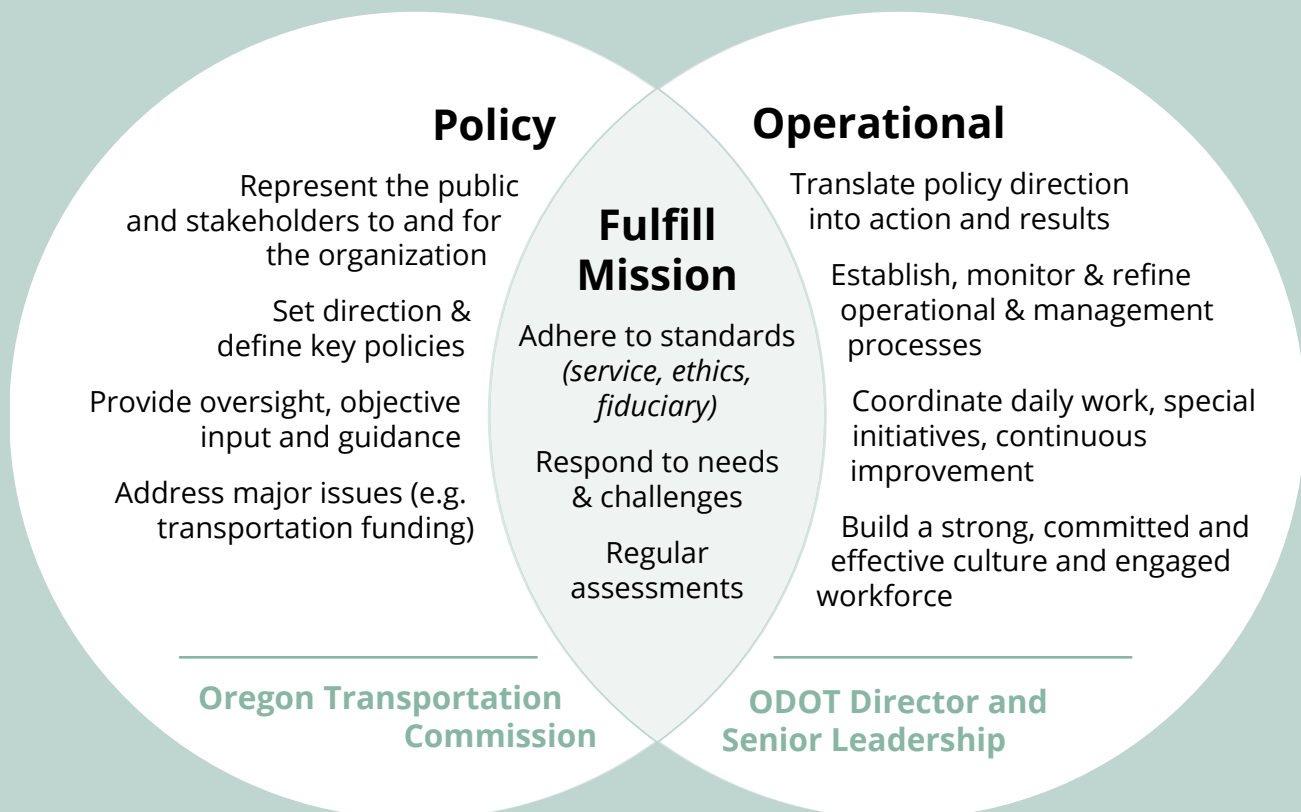 Policy
Represent the public
and stakeholders to and for
the organization
Set direction &
define key policies
Provide oversight, objective
input and guidance
Address major issues (e.g.
transportation funding)
Oregon Transportation
Commission
Fulfill
Mission
Adhere to standards
(service, ethics,
fiduciary)
Respond to needs
& challenges
Regular
assessments
Operational
Translate policy direction
into action and results
Establish, monitor & refine
operational & management
processes
Coordinate daily work, special
initiatives, continuous
improvement
Build a strong, committed and
effective culture and engaged
workforce
ODOT Director and
Senior Leadership